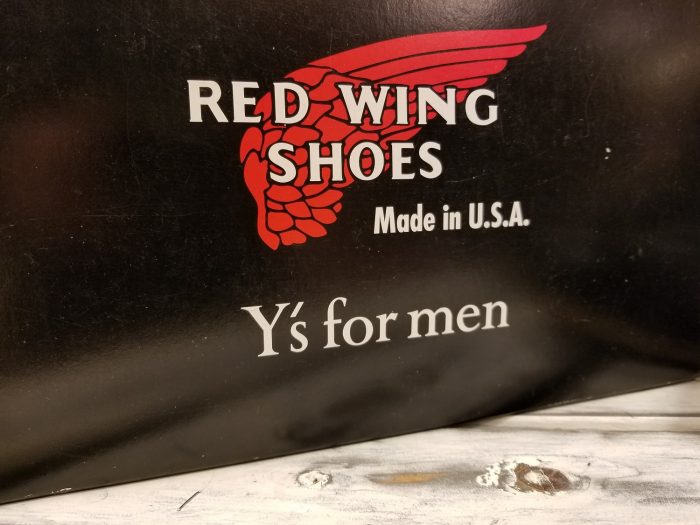 RED WING
SHOES
Made in U.S.A.
Y's for men